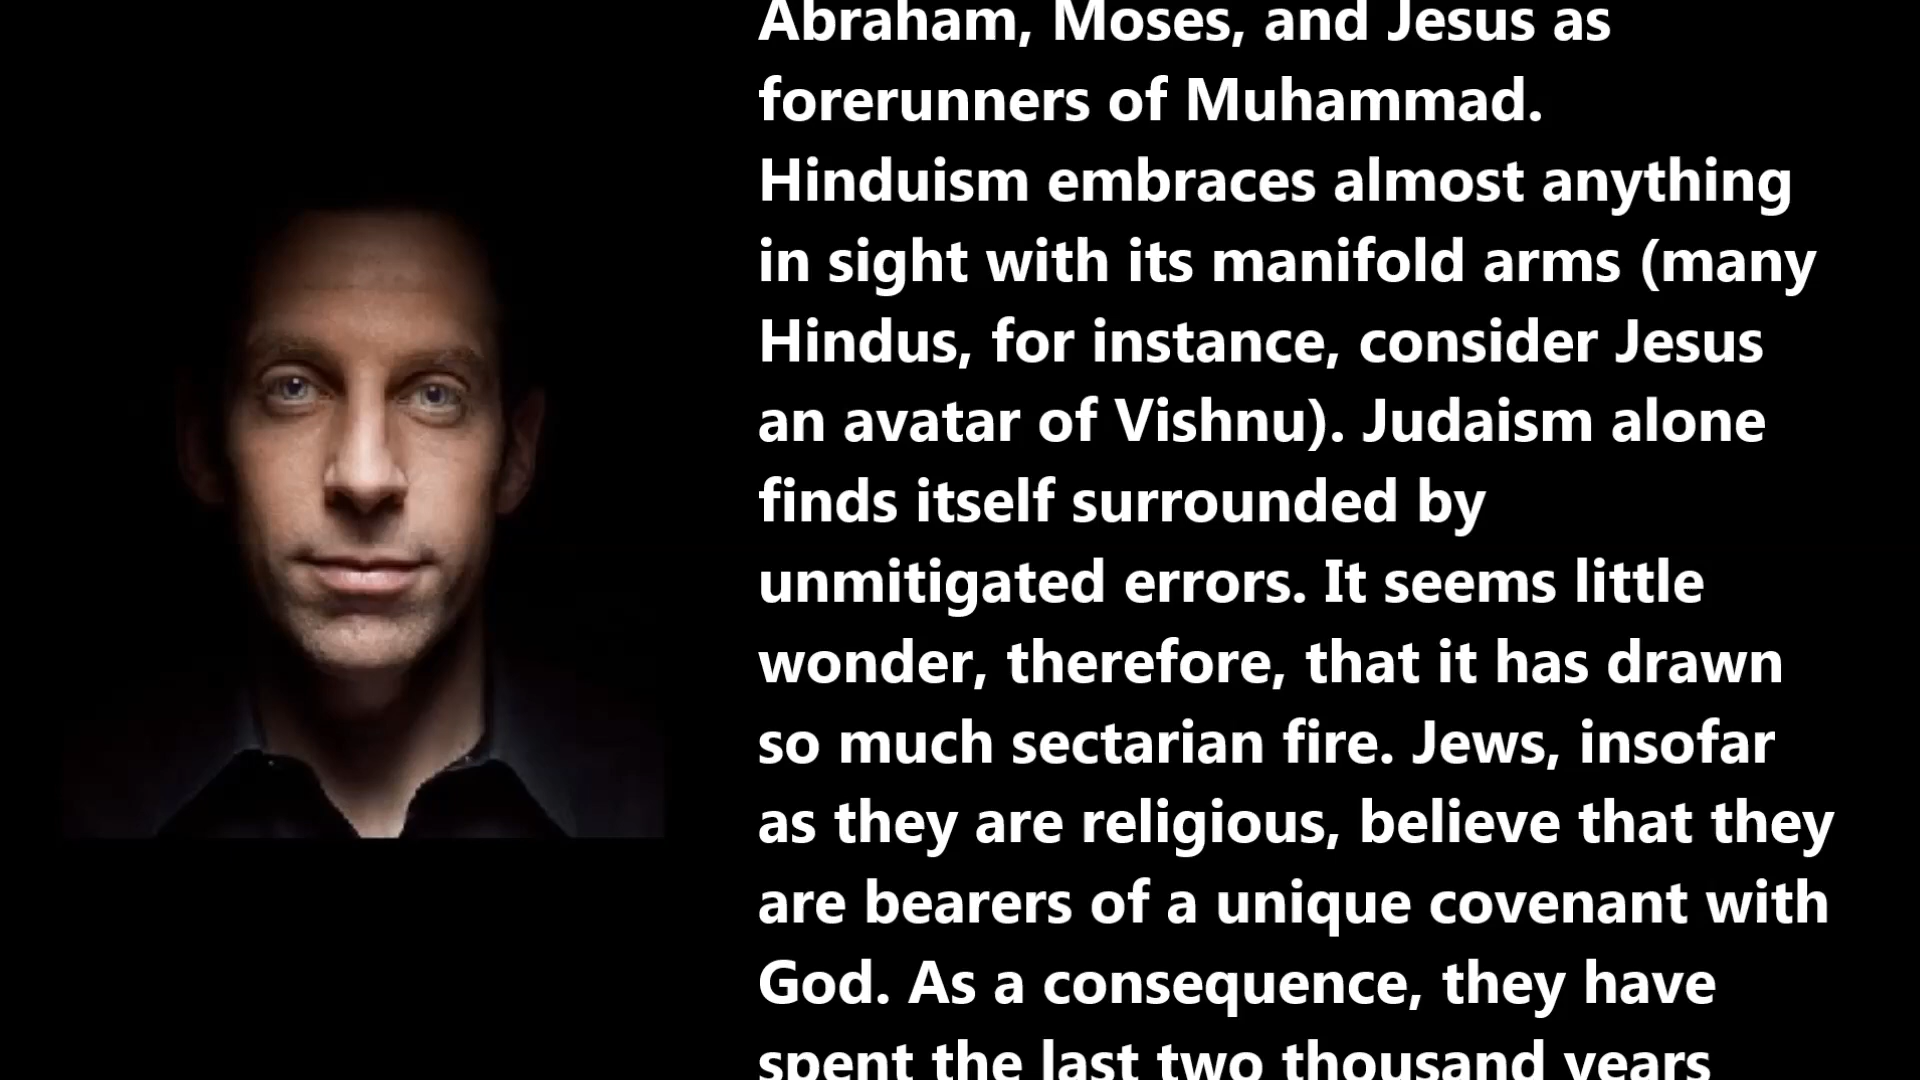 Abraham, Moses, and Jesus as
forerunners of Muhammad.
Hinduism embraces almost anything
in sight with its manifold arms (many
Hindus, for instance, consider Jesus
an avatar of Vishnu). Judaism alone
finds itself surrounded by
unmitigated errors. It seems little
wonder, therefore, that it has drawn
so much sectarian fire. Jews, insofar
as they are religious, believe that they
are bearers of a unique covenant with
God. As a consequence, they have
spent the last two thousand years